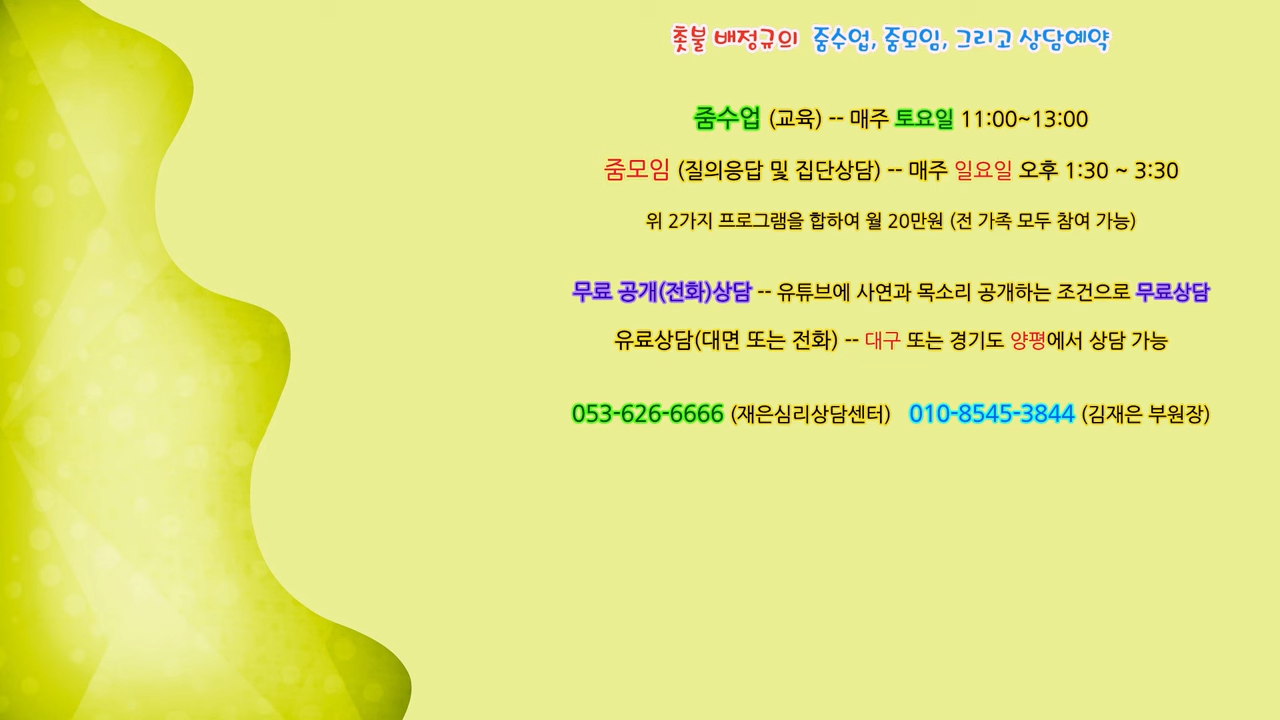 촛불 배정규의 줌수업, 줌모임, 그리고 상담예약
줌수업 (교육) -- 매주 토요일 11:00~13:00
줌모임 (질의응답 및 집단상담) -- 매주 일요일 오후 1:30 ~ 3:30
위 2가지 프로그램을 합하여 월 20만원 (전 가족 모두 참여 가능)
무료 공개(전화)상담 -- 유튜브에 사연과 목소리 공개하는 조건으로 무료상담
유료상담(대면 또는 전화) -- 대구 또는 경기도 양평에서 상담 가능
053-626-6666 (재은심리상담센터) 010-8545-3844 (김재은 부원장)